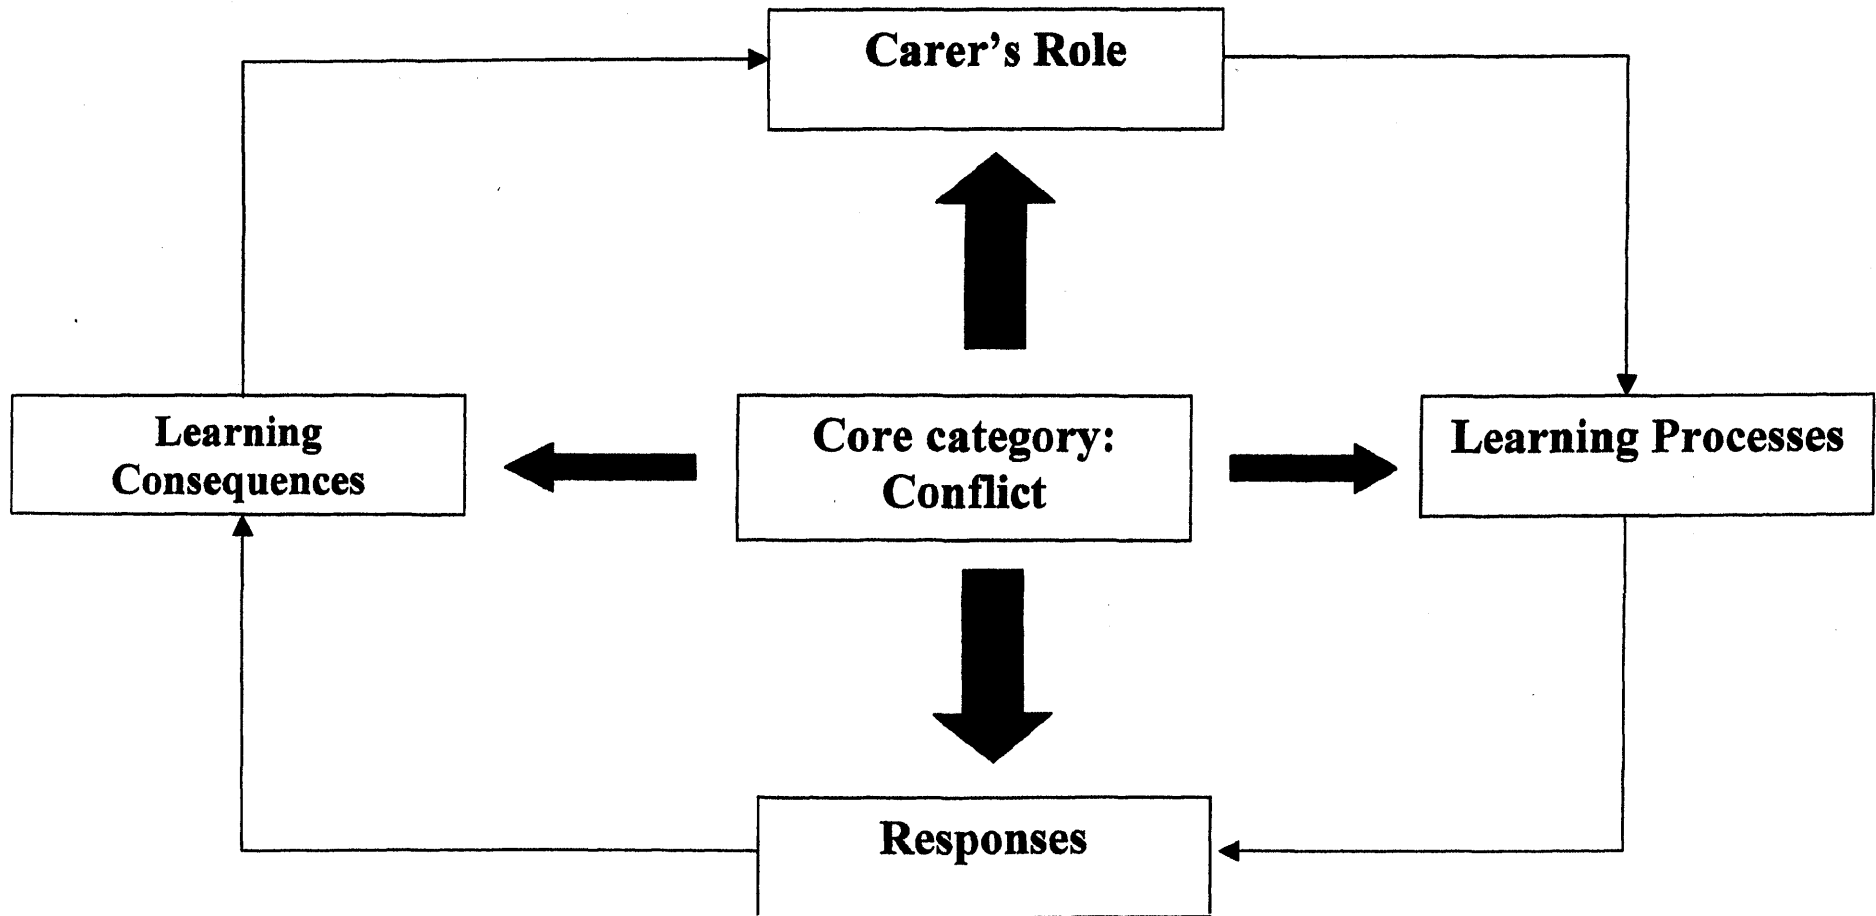 Carer's Role
Learning
Consequences
Core category:
Conflict
Learning Processes
Responses